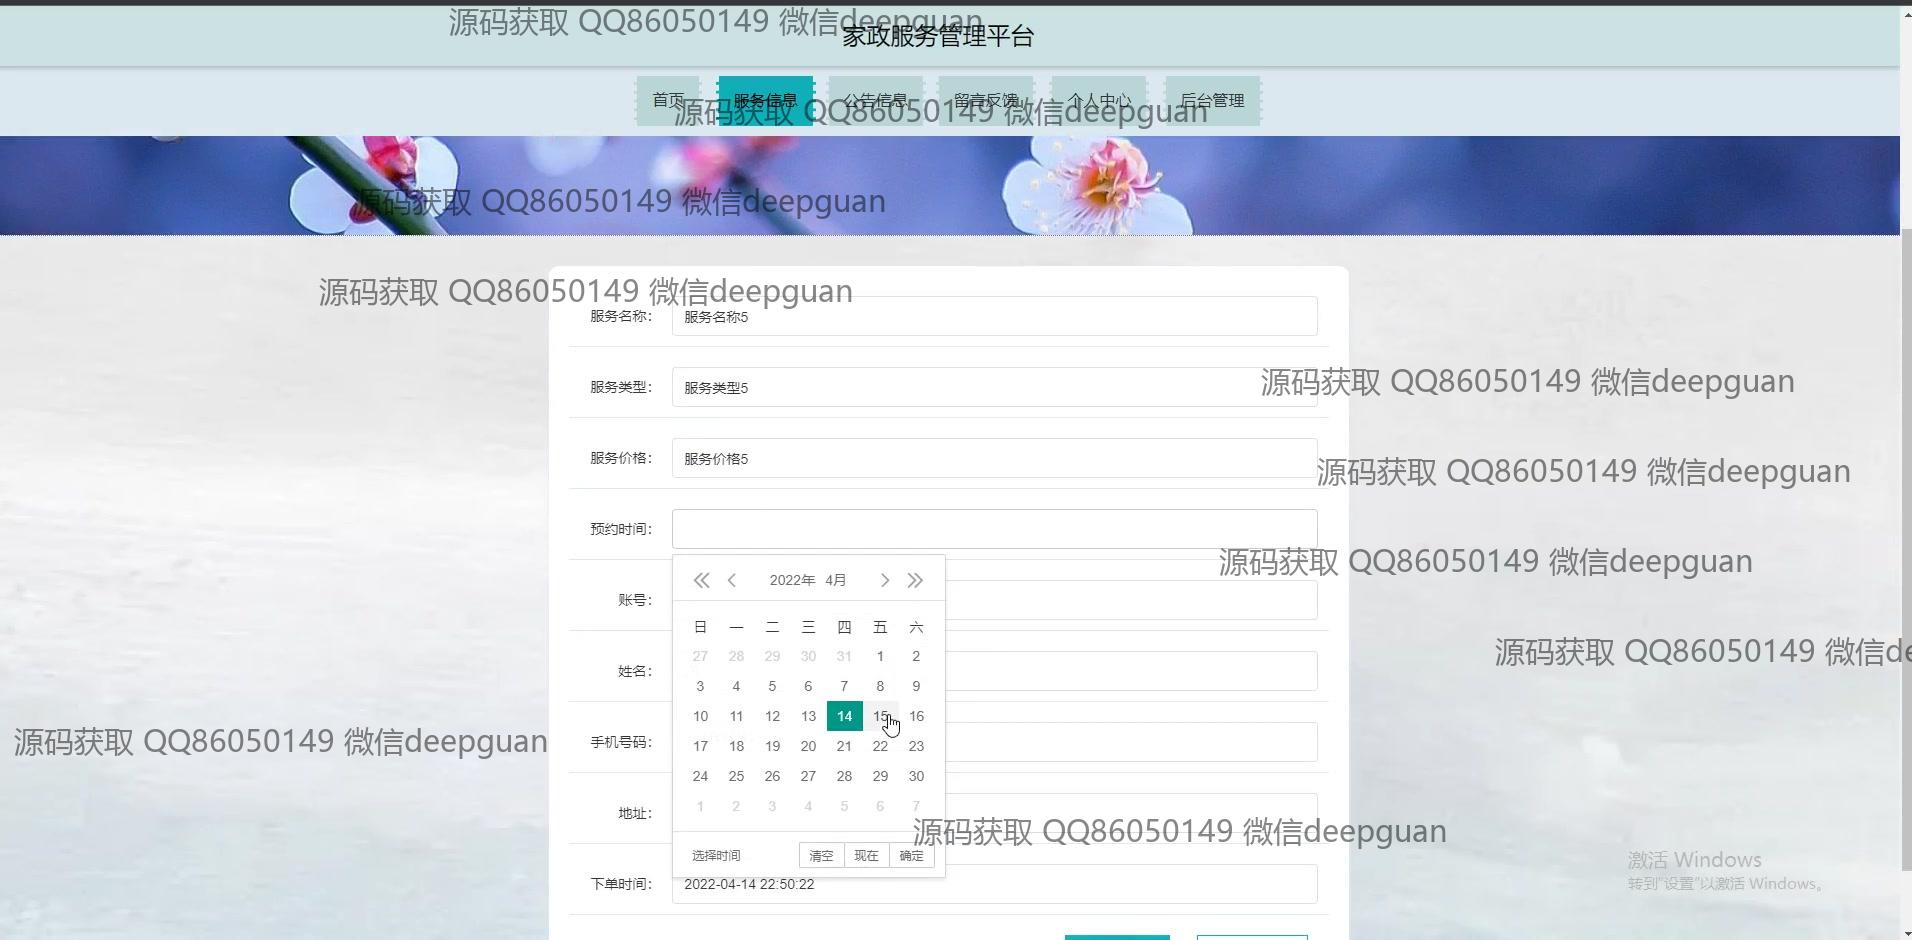 源码获取 QQ86050149 微信deepguan
家政服务管理平台
首页 服务信息 公告信息 留言反馈 个人中心 后台管理
源码获取 QQ86050149 微信deepguan
源码获取 QQ86050149 微信deepguan
源码获取 QQ86050149 微信deepguan
服务名称： 服务名称5
服务类型： 服务类型5
源码获取 QQ86050149 微信deepguan
服务价格： 服务价格5
源码获取 QQ86050149 微信deepguan
预约时间：
源码获取 QQ86050149 微信deepguan
2022年 4月
账号：
日 一 二 三 四 五 六
27 28 29 30 31 1 2
源码获取 QQ86050149 微信de
姓名：
3 4 5 6 7 8 9
10 11 12 13 14 15 16
手机号码：
源码获取 QQ86050149 微信deepguan
17 18 19 20 21 22 23
24 25 26 27 28 29 30
1 2 3 4 5 6 7
地址：
源码获取 QQ86050149 微信deepguan
选择时间 清空 现在 确定
激活 Windows
转到"设置"以激活 Windows。
下单时间： 2022-04-14 22:50:22